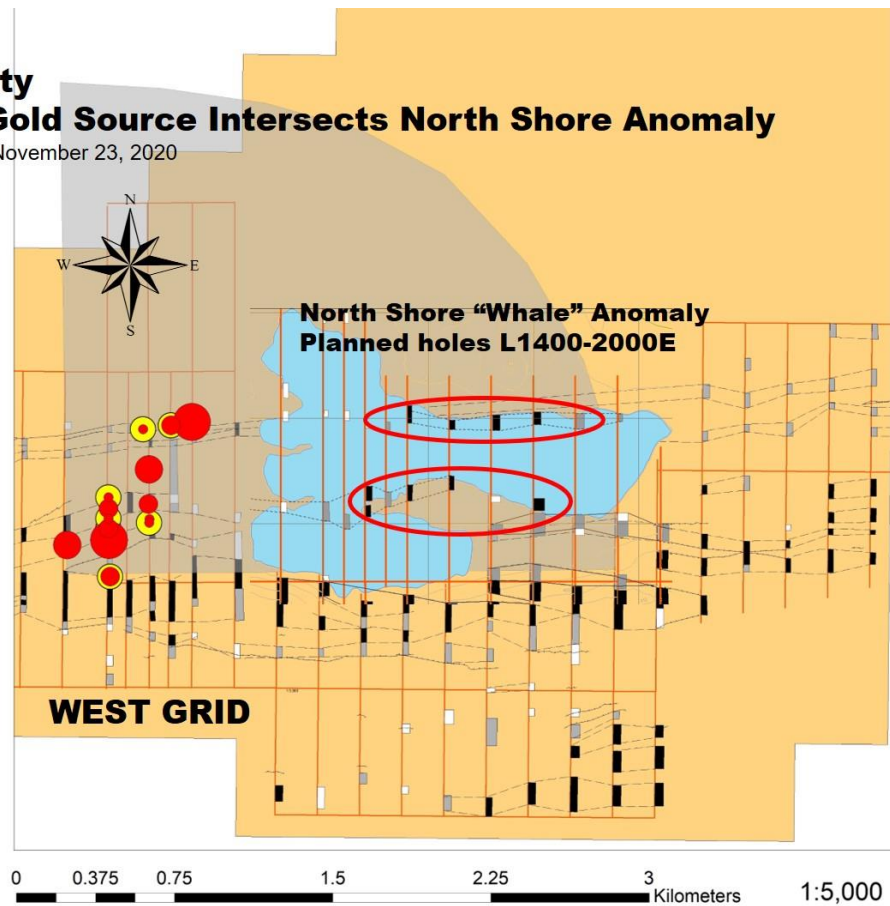 ty
Gold Source Intersects North Shore Anomaly
November 23, 2020
N
W E
S
North Shore “Whale” Anomaly
Planned holes L1400-2000E
WEST GRID
0 0.375 0.75 1.5 2.25 3
Kilometers
1:5,000